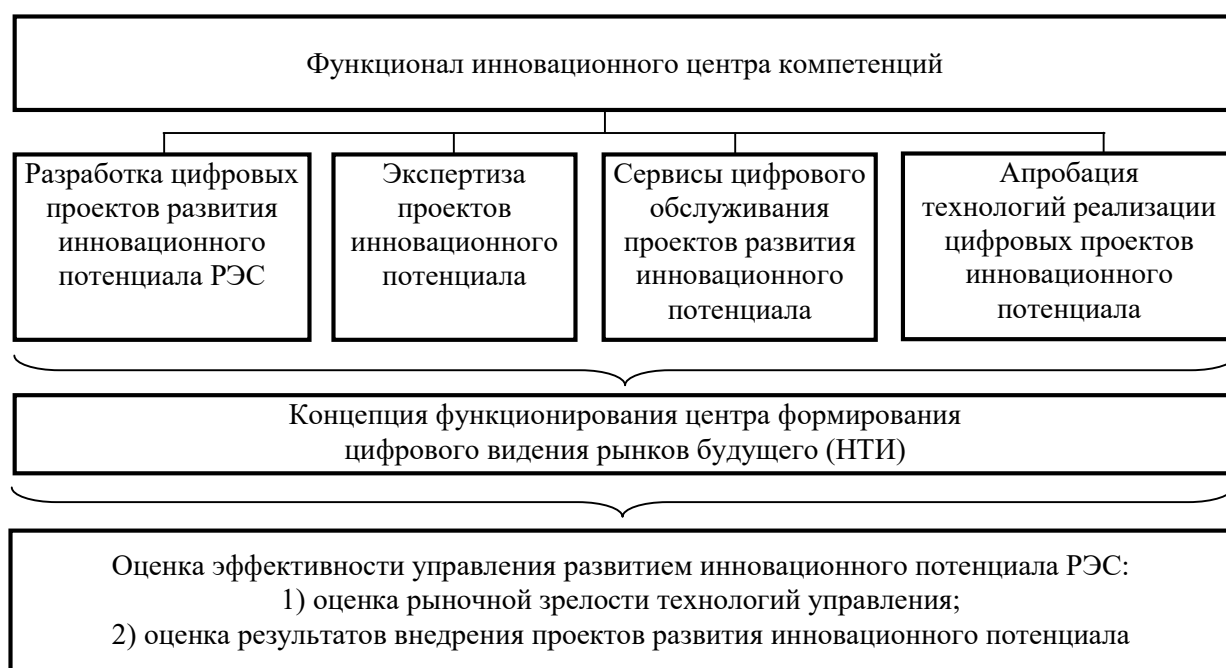 Функционал инновационного центра компетенций
Разработка цифровых
проектов развития
инновационного
потенциала РЭС
Экспертиза
проектов
инновационного
потенциала
Сервисы цифрового
обслуживания
проектов развития
инновационного
потенциала
Апробация
технологий реализации
цифровых проектов
инновационного
потенциала
Концепция функционирования центра формирования
цифрового видения рынков будущего (НТИ)
Оценка эффективности управления развитием инновационного потенциала РЭС:
1) оценка рыночной зрелости технологий управления;
2) оценка результатов внедрения проектов развития инновационного потенциала